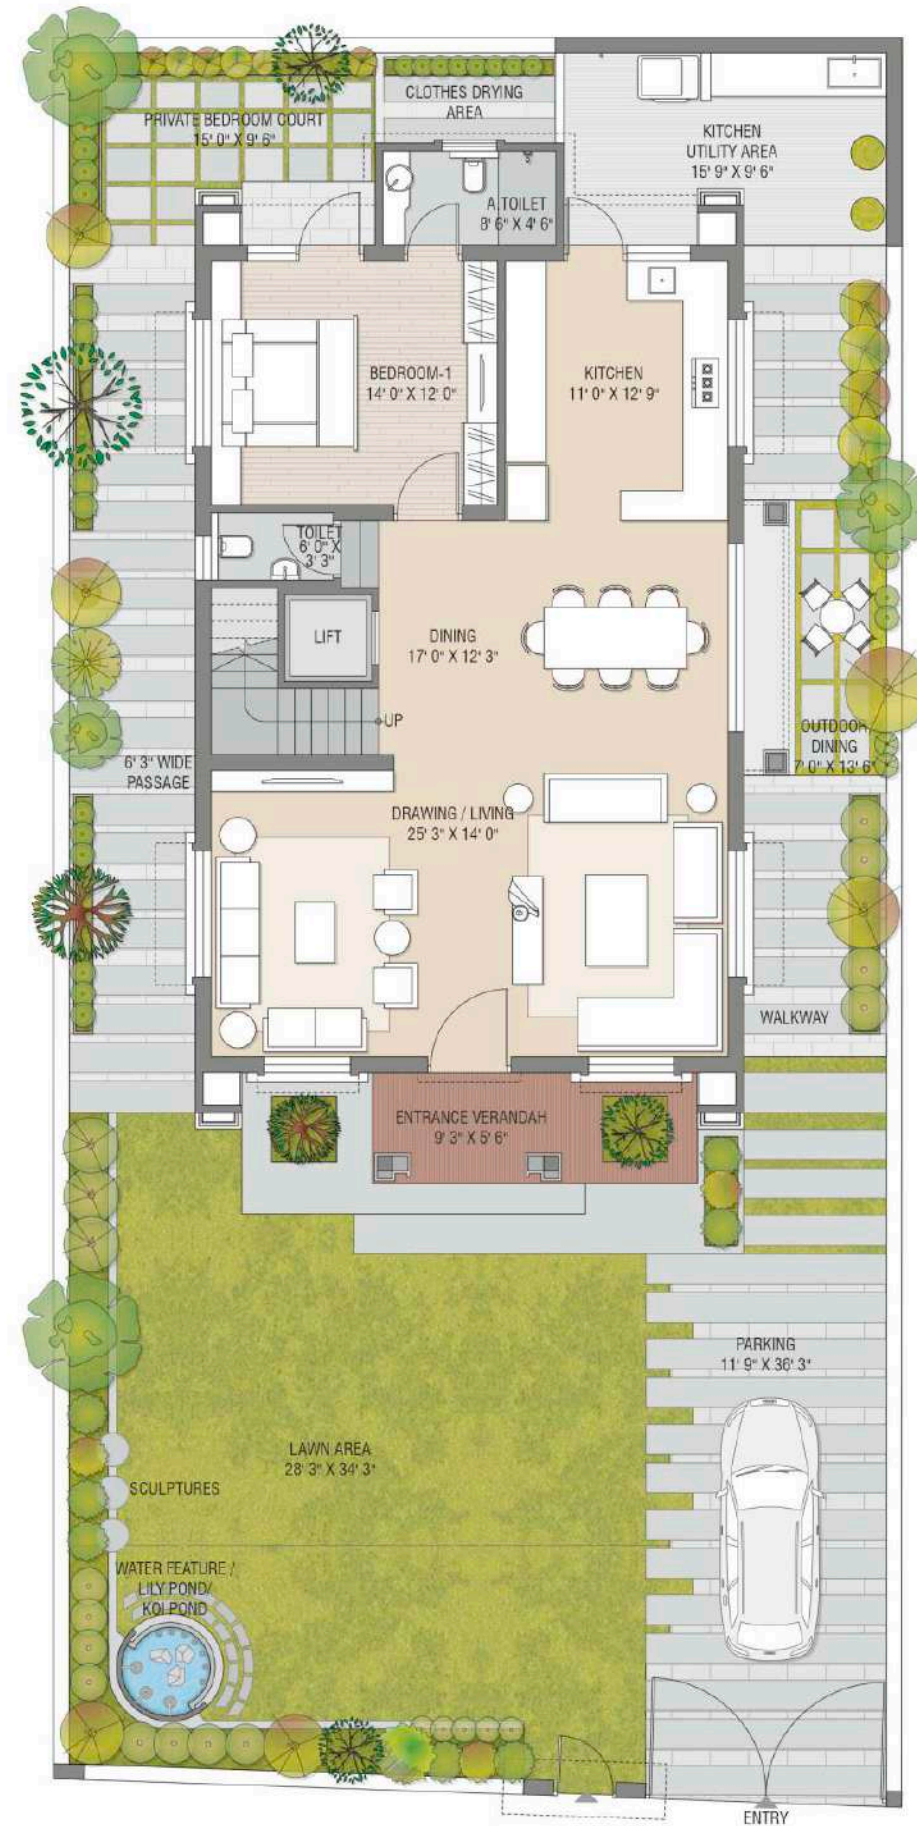 CLOTHES DRYING
AREA
PRIVATE BEDROOM COURT
15' 0" X 9' 6"
KITCHEN
UTILITY AREA
15' 9" X 9' 6"
A.TOILET
8' 6" X 4' 6"
BEDROOM-1
14' 0" X 12' 0"
KITCHEN
11' 0" X 12' 9"
TOILET
6' 0" X
3' 3"
LIFT
DINING
17' 0" X 12' 3"
UP
OUTDOOR
DINING
7' 0" X 13' 6"
6' 3" WIDE
PASSAGE
DRAWING / LIVING
25' 3" X 14' 0"
WALKWAY
ENTRANCE VERANDAH
9' 3" X 5' 6"
PARKING
11' 9" X 36' 3"
LAWN AREA
28' 3" X 34' 3"
SCULPTURES
WATER FEATURE /
LILY POND/
KOI POND
ENTRY